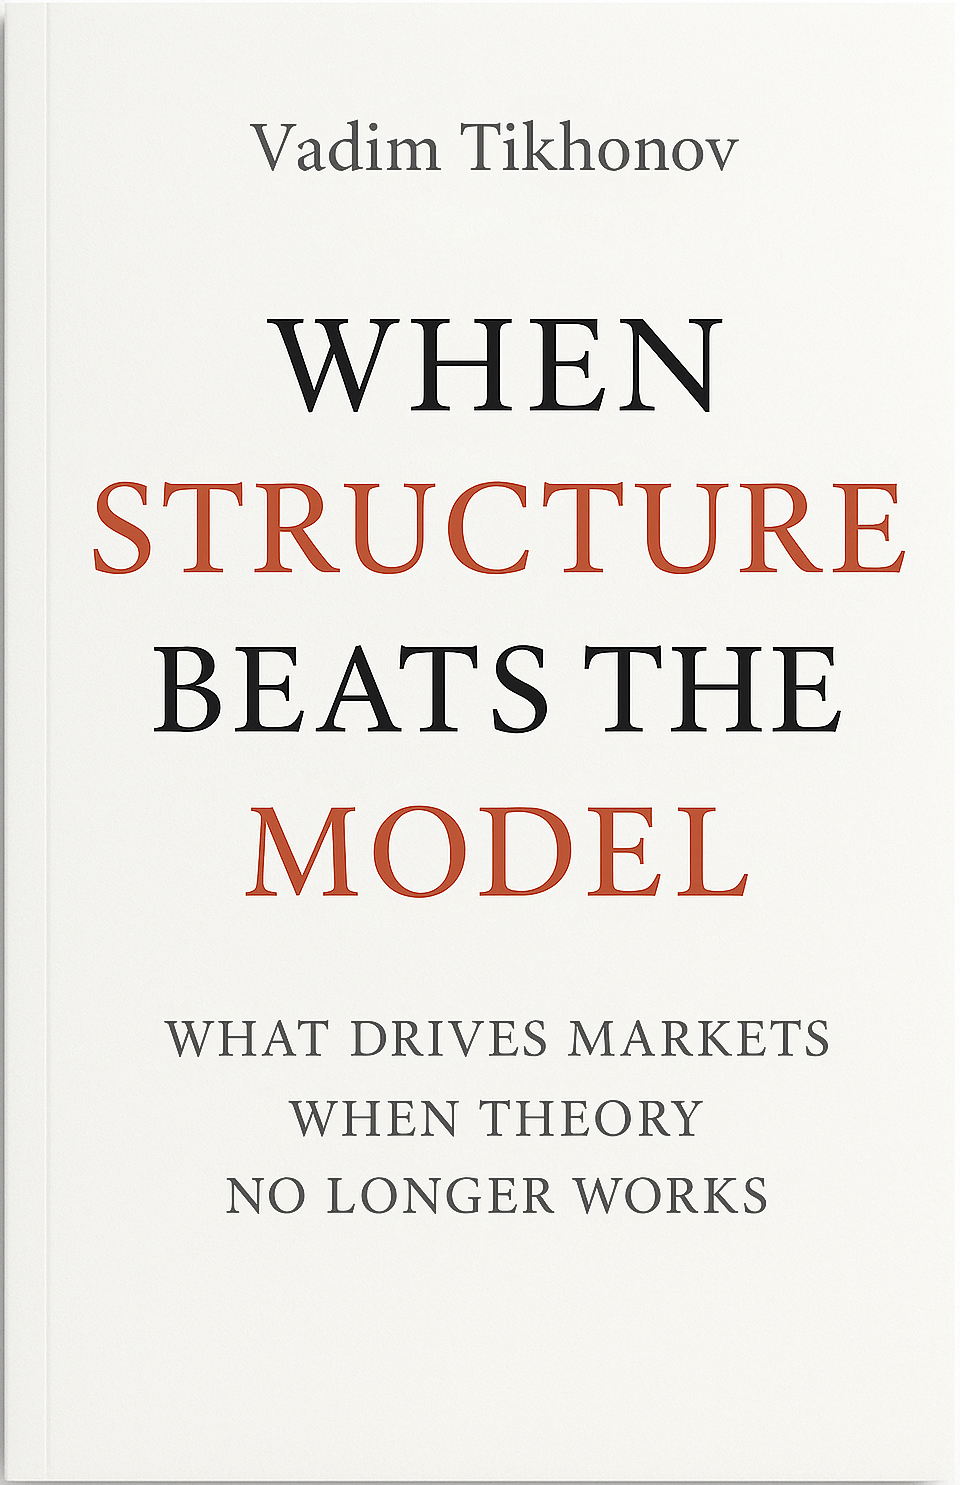 Vadim Tikhonov
WHEN
STRUCTURE
BEATS THE
MODEL
WHAT DRIVES MARKETS
WHEN THEORY
NO LONGER WORKS